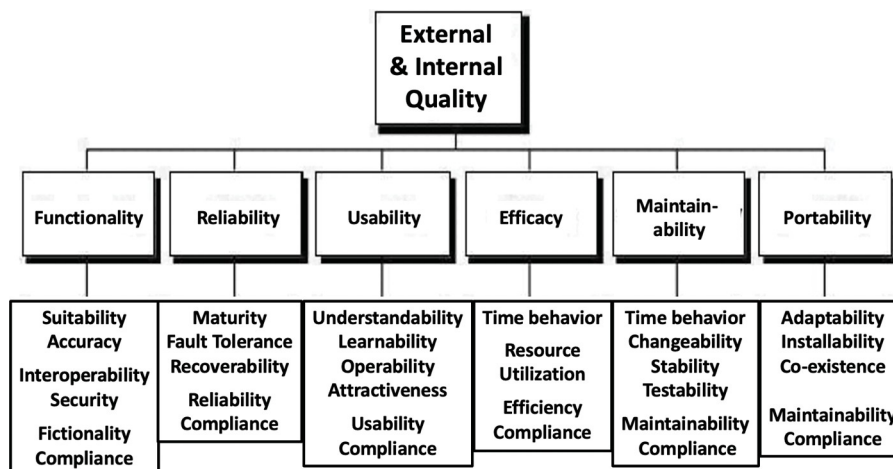 External
& Internal
Quality
Functionality
Reliability
Usability
Efficacy
Maintain-
ability
Portability
Suitability
Accuracy
Interoperability
Security
Fictionality
Compliance
Maturity
Fault Tolerance
Recoverability
Reliability
Compliance
Understandability
Learnability
Operability
Attractiveness
Usability
Compliance
Time behavior
Resource
Utilization
Efficiency
Compliance
Time behavior
Changeability
Stability
Testability
Maintainability
Compliance
Adaptability
Installability
Co-existence
Maintainability
Compliance